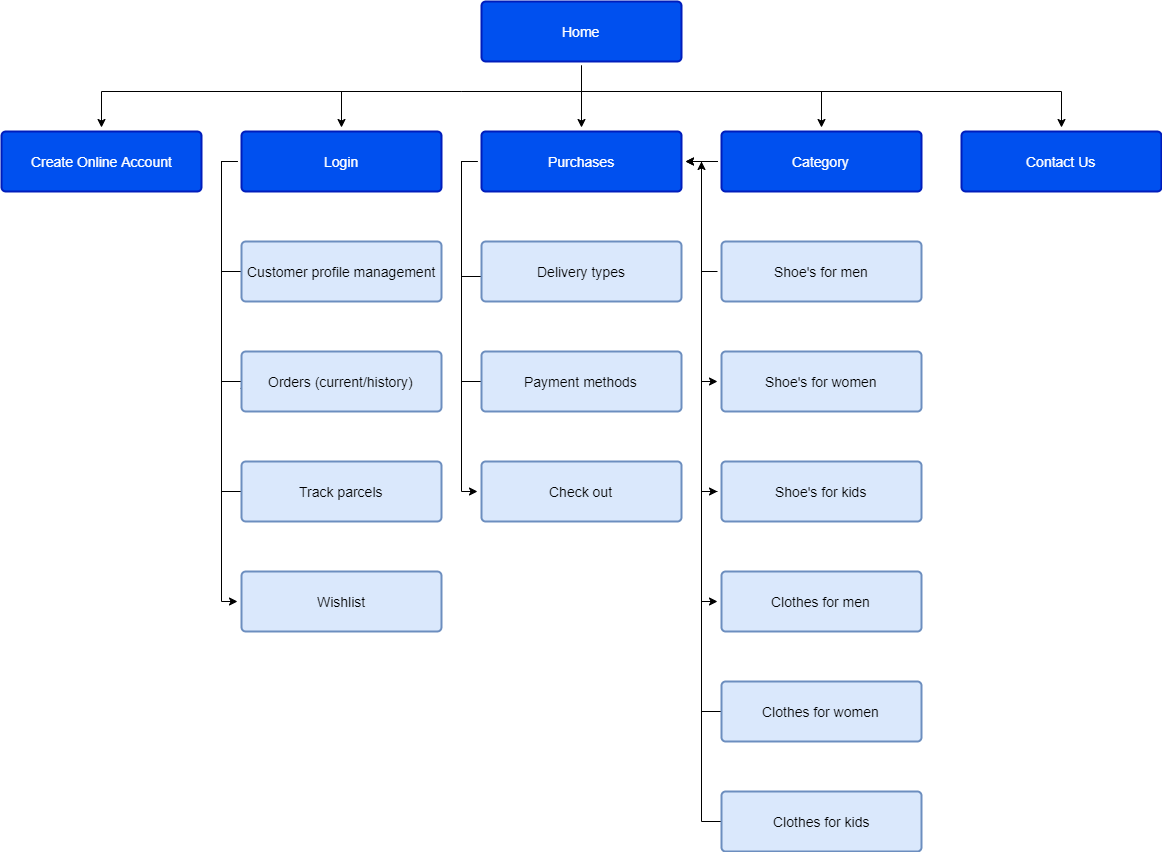 Home
Create Online Account
Login
Purchases
Category
Contact Us
Customer profile management
Delivery types
Shoe's for men
Orders (current/history)
Payment methods
Shoe's for women
Track parcels
Check out
Shoe's for kids
Wishlist
Clothes for men
Clothes for women
Clothes for kids